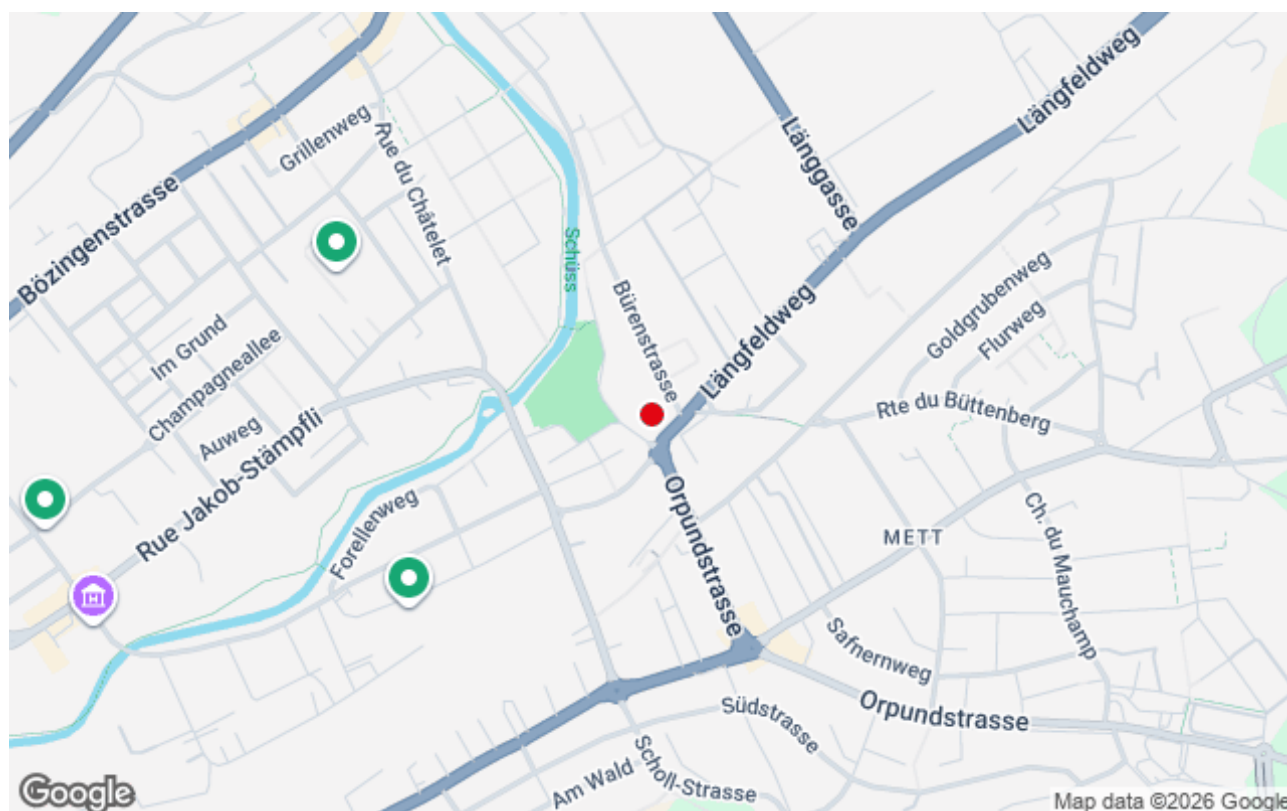 Längfeldweg
Grillenweg
Rue du Châtelet
Länggasse
Bözingenstrasse
Schüss
Bürenstrasse
Goldgrubenweg
Längfeldweg
Flurweg
Im Grund
Champagneallee
Rte du Büttenberg
Auweg
Rue Jakob-Stämpfli
Orpundstrasse
METT
Ch. du Mauchamp
Forellenweg
H
Safnernweg
Orpundstrasse
Südstrasse
Scholl-Strasse
Am Wald
Google
Map data ©2026 Google